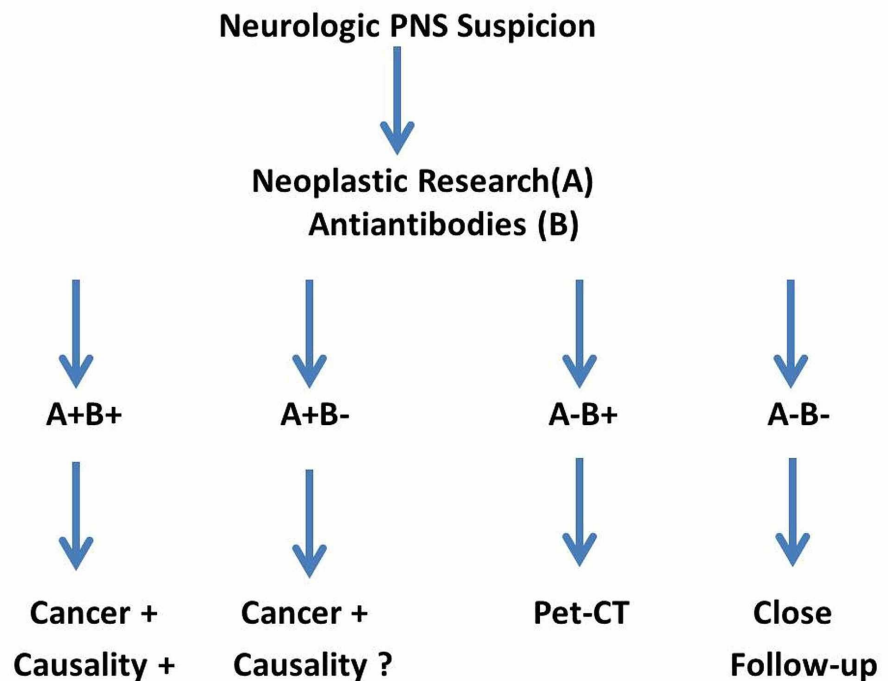 Neurologic PNS Suspicion
Neoplastic Research(A)
Antiantibodies (B)
A+B+
A+B-
A-B+
A-B-
Cancer +
Causality +
Cancer +
Causality ?
Pet-CT
Close
Follow-up